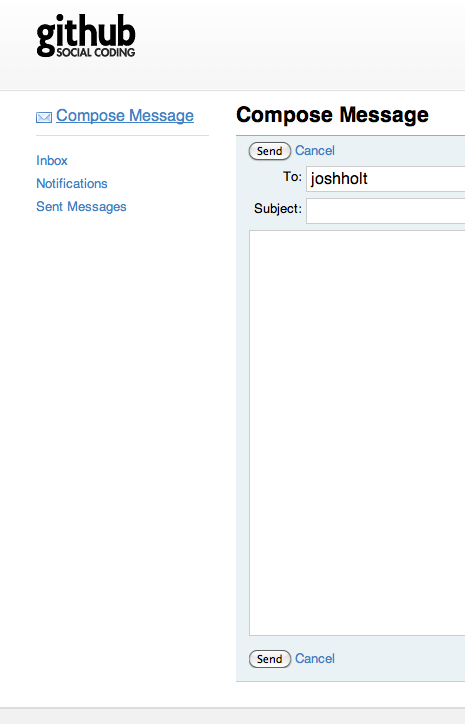 github
SOCIAL CODING
Compose Message
Inbox
Notifications
Sent Messages
Compose Message
Send Cancel
To: joshholt
Subject:
Send Cancel